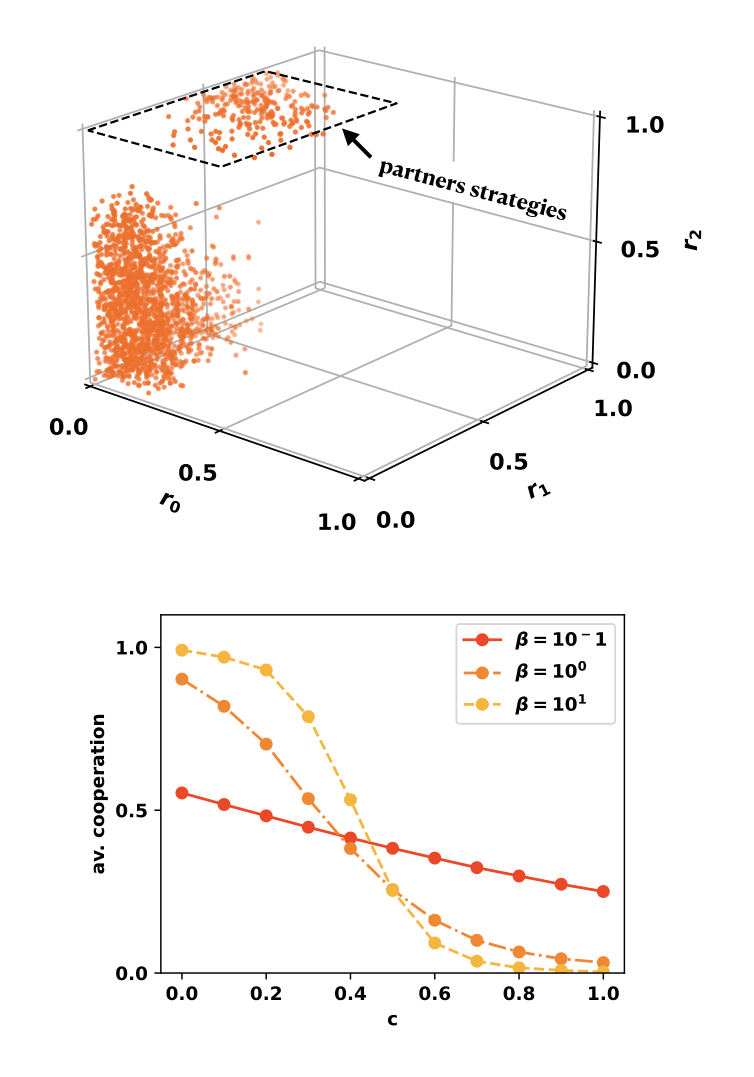 1.0
partners strategies
0.5
r₂
0.0
1.0
0.0
0.5
0.5
r₀
r₁
1.0 0.0
1.0
β = 10⁻1
β = 10⁰
β = 10¹
av. cooperation
0.5
0.0
0.0 0.2 0.4 0.6 0.8 1.0
c